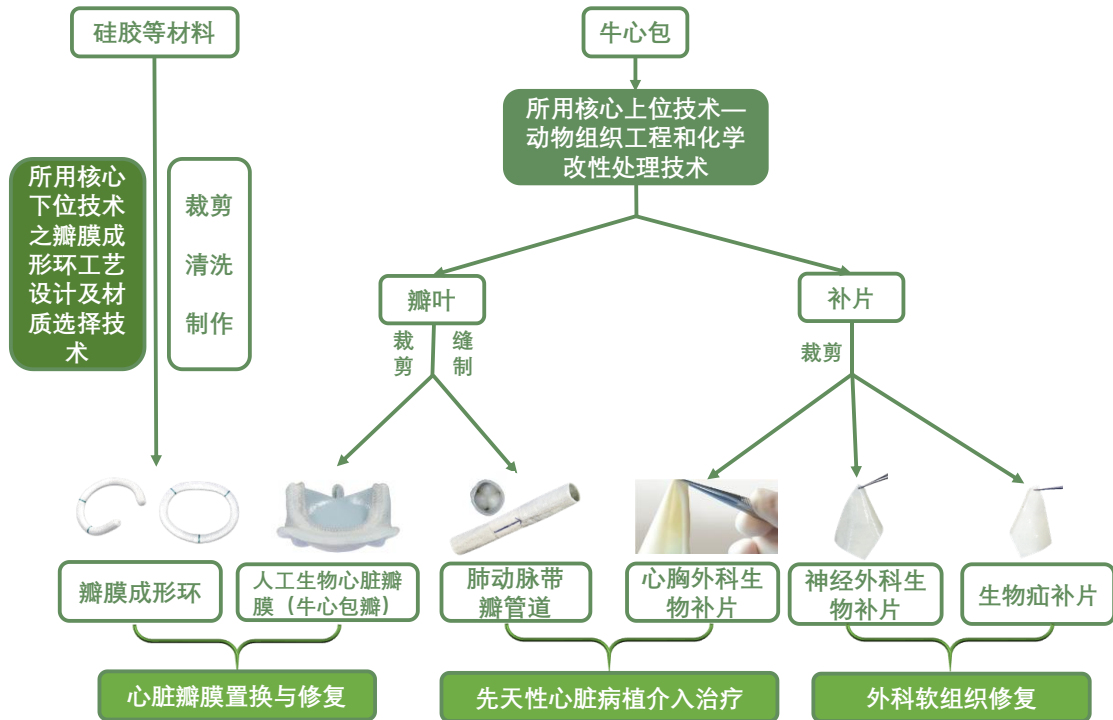 硅胶等材料
牛心包
所用核心上位技术—
动物组织工程和化学
改性处理技术
所用核心
下位技术
之瓣膜成
形环工艺
设计及材
质选择技
术
裁剪
清洗
制作
瓣叶
补片
裁
剪
缝
制
裁剪
瓣膜成形环
人工生物心脏瓣
膜（牛心包瓣）
肺动脉带
瓣管道
心胸外科生
物补片
神经外科生
物补片
生物疝补片
心脏瓣膜置换与修复
先天性心脏病植介入治疗
外科软组织修复